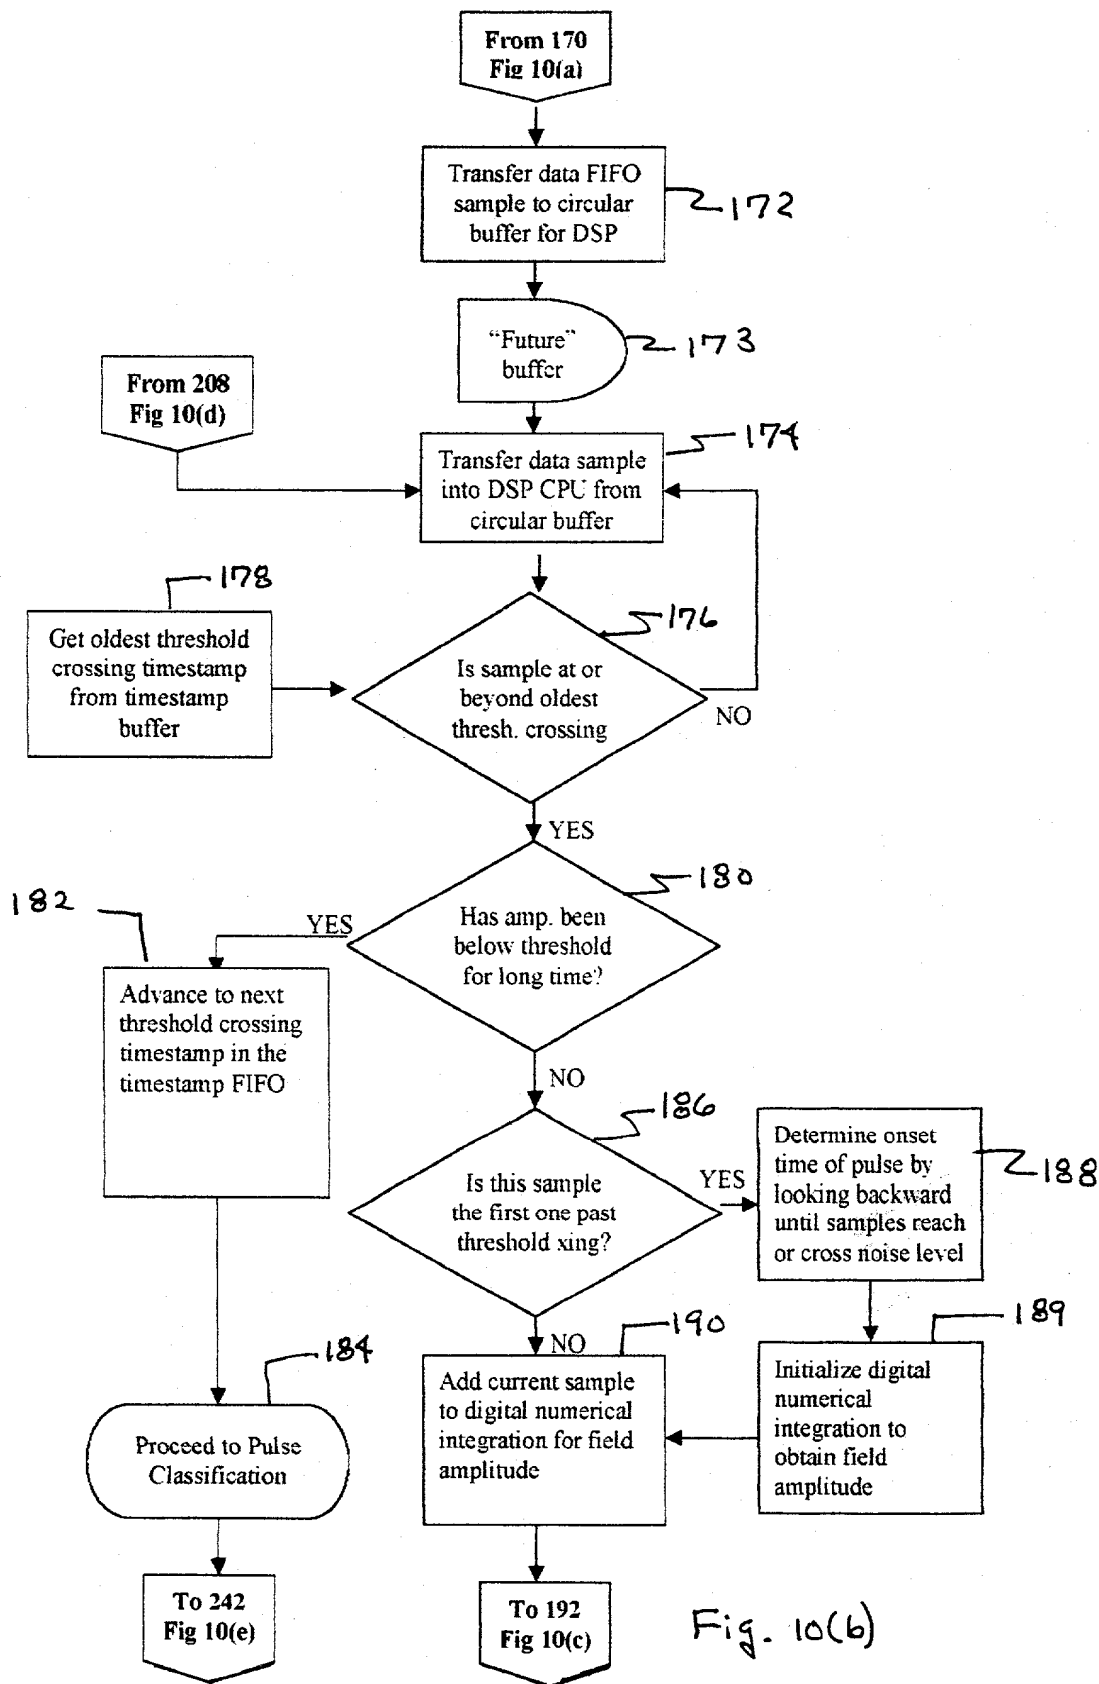 From 170
Fig 10(a)
Transfer data FIFO
sample to circular
buffer for DSP
172
"Future"
buffer
173
From 208
Fig 10(d)
174
Transfer data sample
into DSP CPU from
circular buffer
178
Get oldest threshold
crossing timestamp
from timestamp
buffer
176
Is sample at or
beyond oldest
thresh. crossing
NO
YES
180
Has amp. been
below threshold
for long time?
YES
182
Advance to next
threshold crossing
timestamp in the
timestamp FIFO
NO
186
Is this sample
the first one past
threshold xing?
YES
Determine onset
time of pulse by
looking backward
until samples reach
or cross noise level
188
189
Initialize digital
numerical
integration to
obtain field
amplitude
NO
190
Add current sample
to digital numerical
integration for field
amplitude
184
Proceed to Pulse
Classification
To 242
Fig 10(e)
To 192
Fig 10(c)
Fig. 10(b)